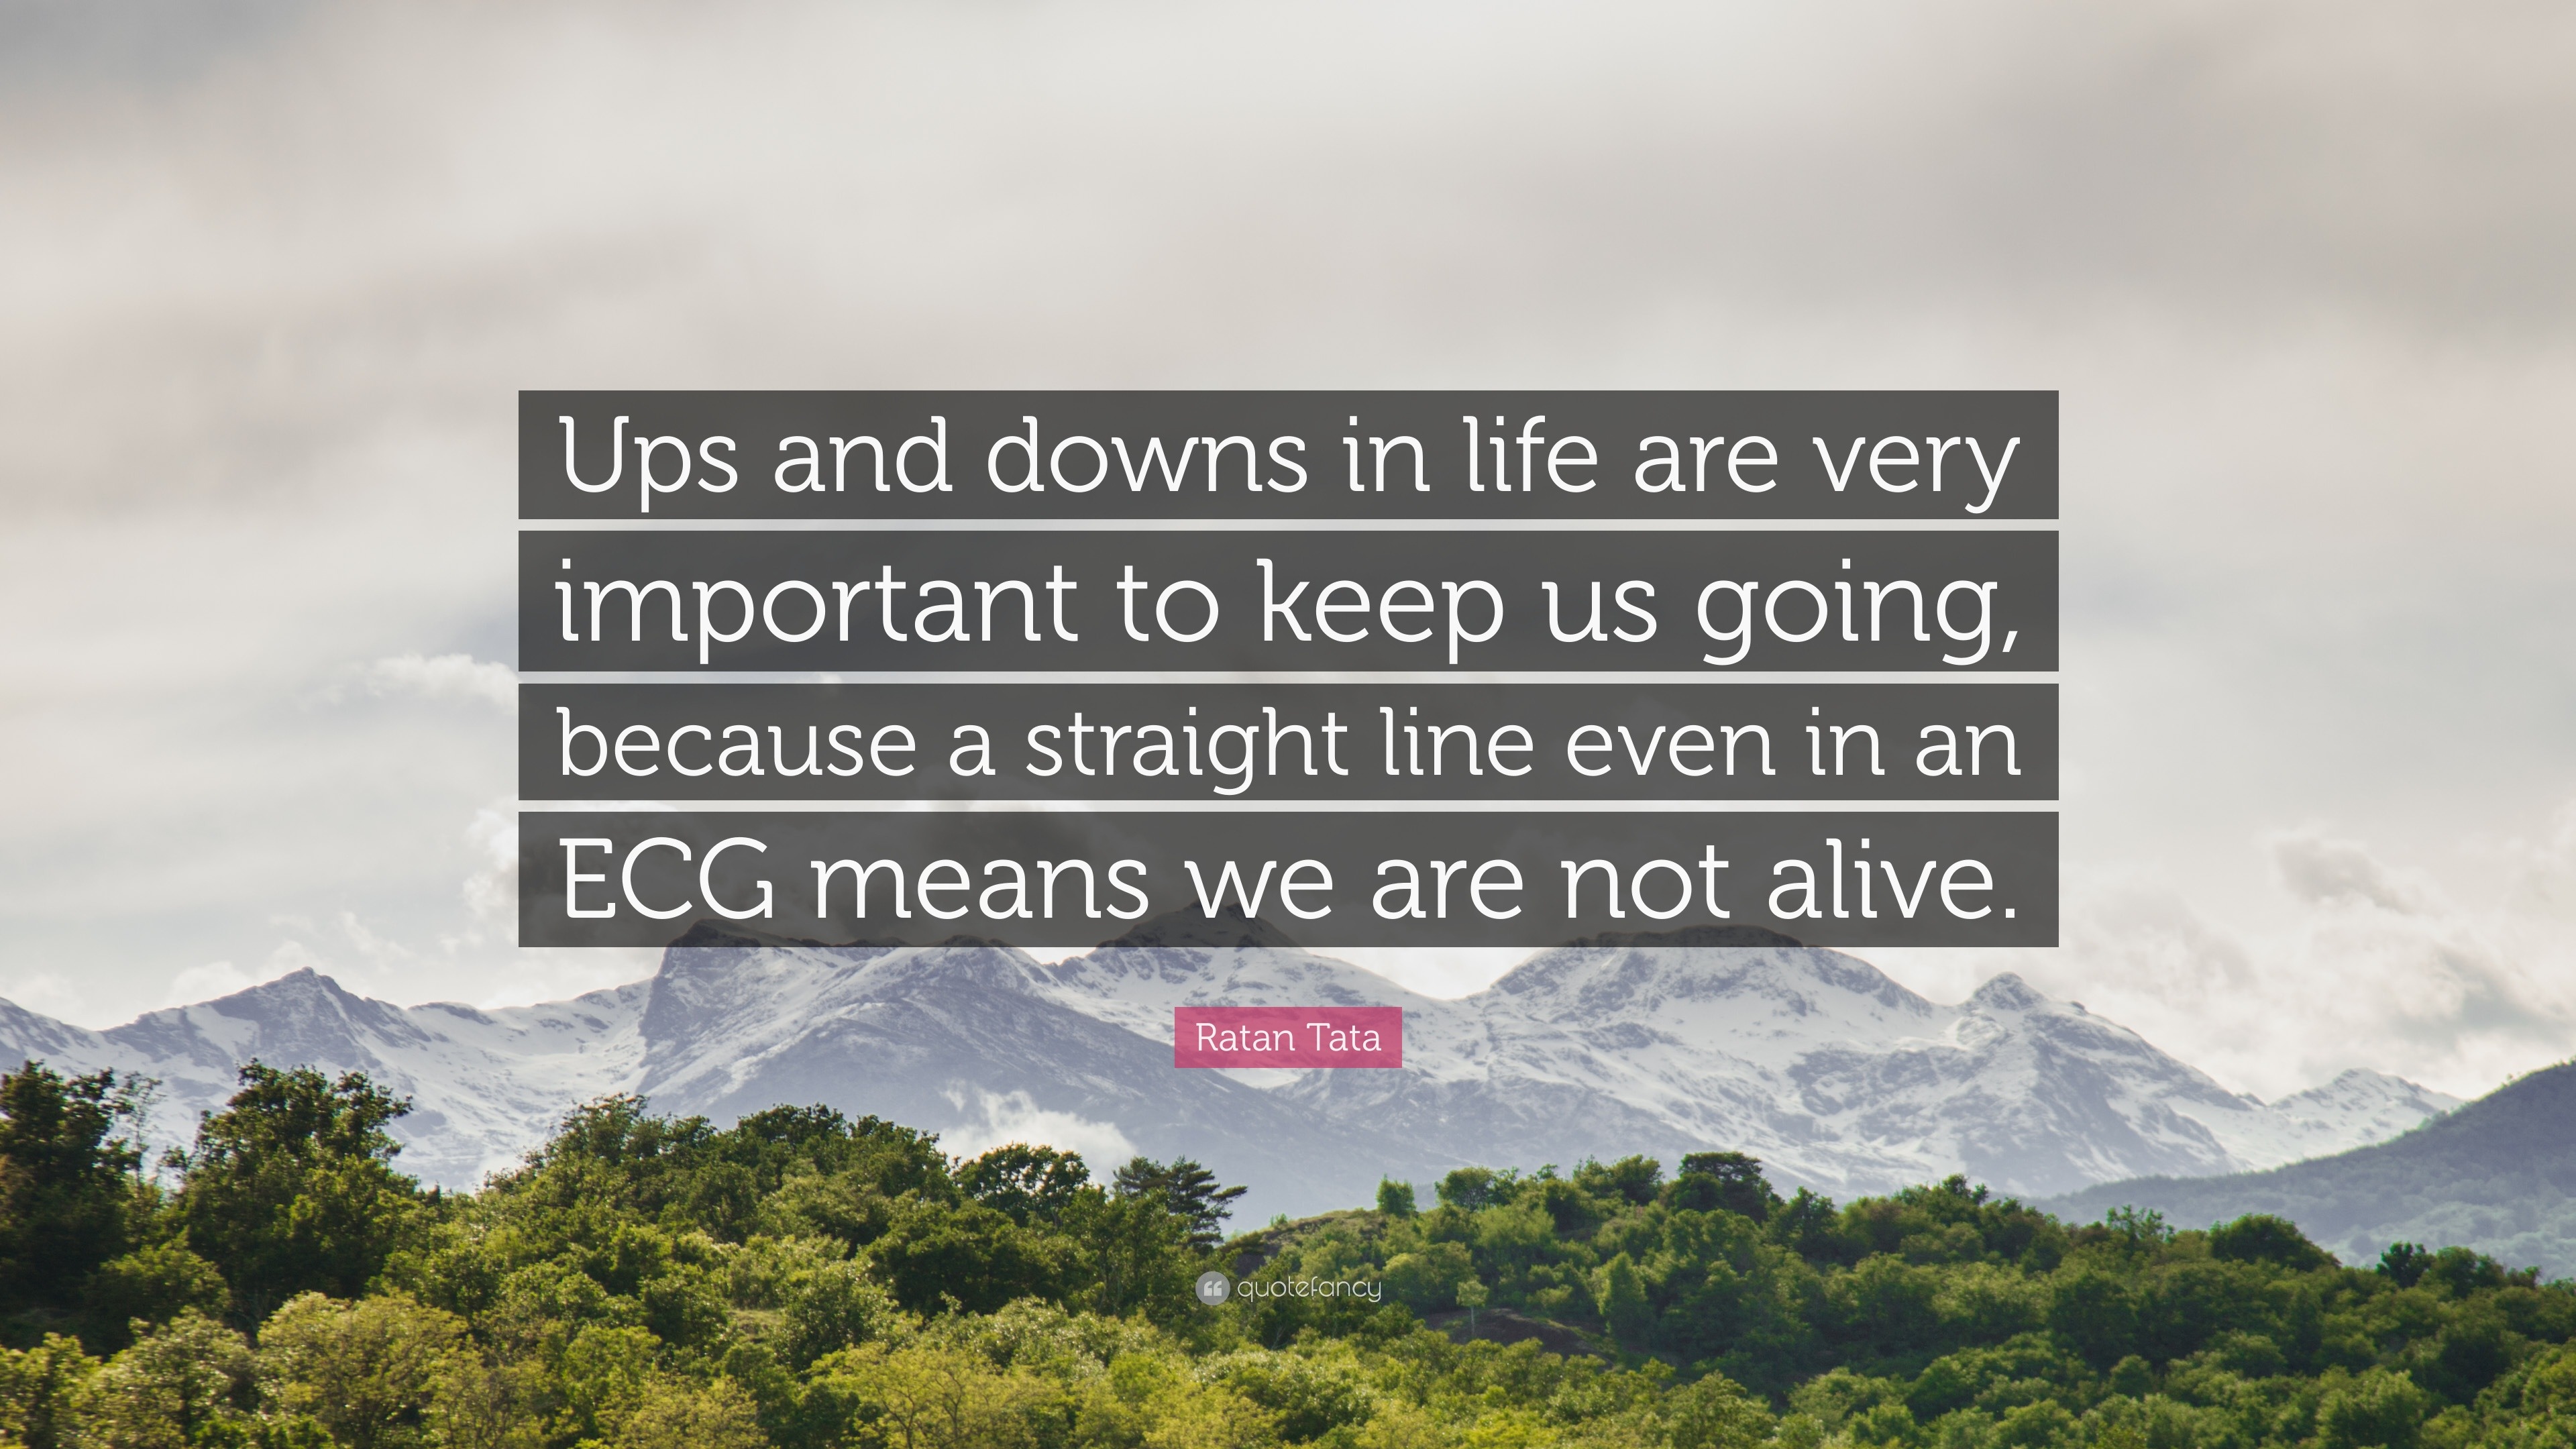 Ups and downs in life are very
important to keep us going,
because a straight line even in an
ECG means we are not alive.
Ratan Tata
quotefancy